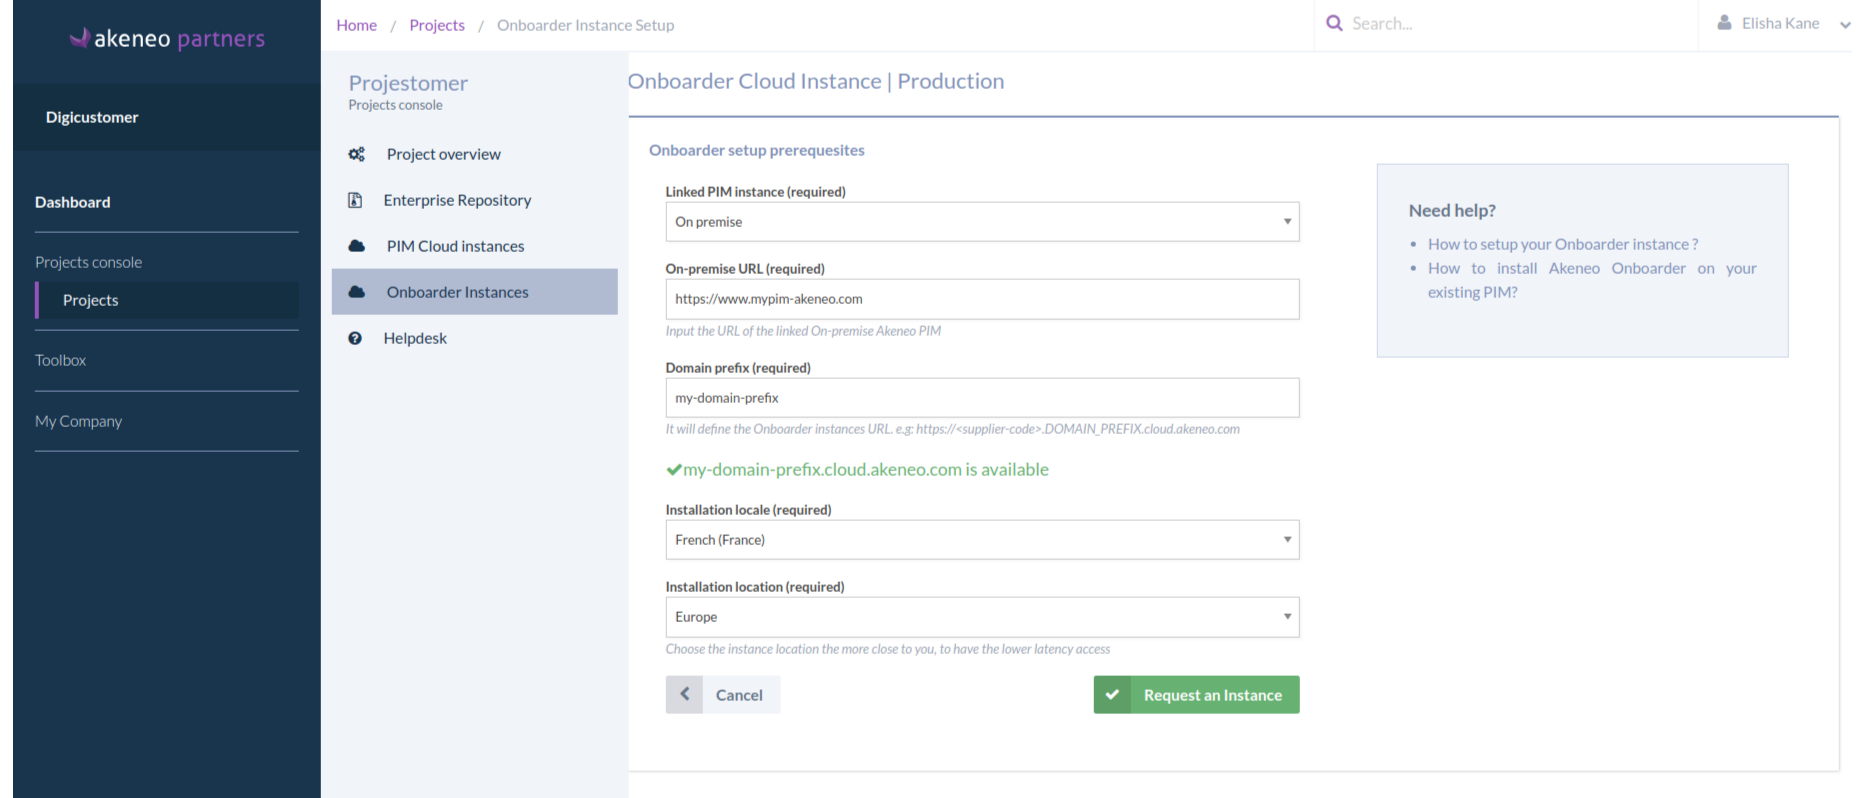 akeneo partners
Home / Projects / Onboarder Instance Setup
Search...
Elisha Kane
Digicustomer
Dashboard
Projects console
Projects
Toolbox
My Company
Projestomer
Projects console
Project overview
Enterprise Repository
PIM Cloud instances
Onboarder Instances
Helpdesk
Onboarder Cloud Instance | Production
Onboarder setup prerequesites
Linked PIM instance (required)
On premise
On-premise URL (required)
https://www.mypim-akeneo.com
Input the URL of the linked On-premise Akeneo PIM
Domain prefix (required)
my-domain-prefix
It will define the Onboarder instances URL. e.g: https://<supplier-code>.DOMAIN_PREFIX.cloud.akeneo.com
my-domain-prefix.cloud.akeneo.com is available
Installation locale (required)
French (France)
Installation location (required)
Europe
Choose the instance location the more close to you, to have the lower latency access
Cancel
Request an Instance
Need help?
How to setup your Onboarder instance ?
How to install Akeneo Onboarder on your
existing PIM?